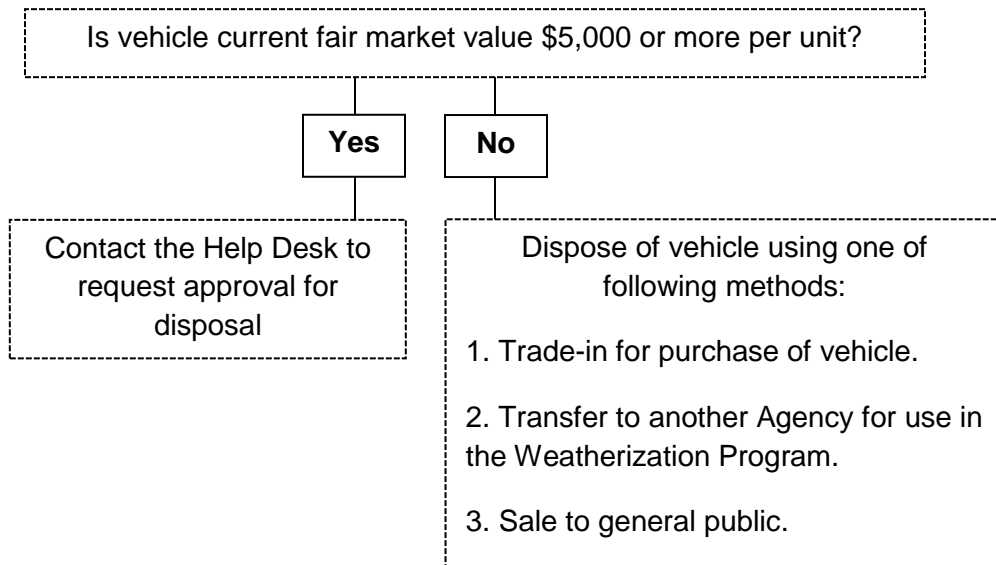 Is vehicle current fair market value $5,000 or more per unit?
Yes
No
Contact the Help Desk to
request approval for
disposal
Dispose of vehicle using one of
following methods:
1. Trade-in for purchase of vehicle.
2. Transfer to another Agency for use in
the Weatherization Program.
3. Sale to general public.